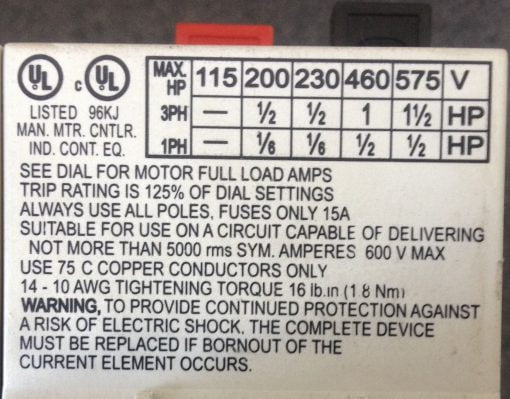 UL c UL
LISTED 96KJ
MAN. MTR. CNTLR.
IND. CONT. EQ.
MAX. HP 115 200 230 460 575 V
3PH — ½ ½ 1 1½ HP
1PH — ⅙ ⅙ ½ ½ HP
SEE DIAL FOR MOTOR FULL LOAD AMPS
TRIP RATING IS 125% OF DIAL SETTINGS
ALWAYS USE ALL POLES, FUSES ONLY 15A
SUITABLE FOR USE ON A CIRCUIT CAPABLE OF DELIVERING
NOT MORE THAN 5000 rms SYM. AMPERES 600 V MAX
USE 75 C COPPER CONDUCTORS ONLY
14 - 10 AWG TIGHTENING TORQUE 16 lb.in (1.8 Nm)
WARNING, TO PROVIDE CONTINUED PROTECTION AGAINST
A RISK OF ELECTRIC SHOCK. THE COMPLETE DEVICE
MUST BE REPLACED IF BORNOUT OF THE
CURRENT ELEMENT OCCURS.